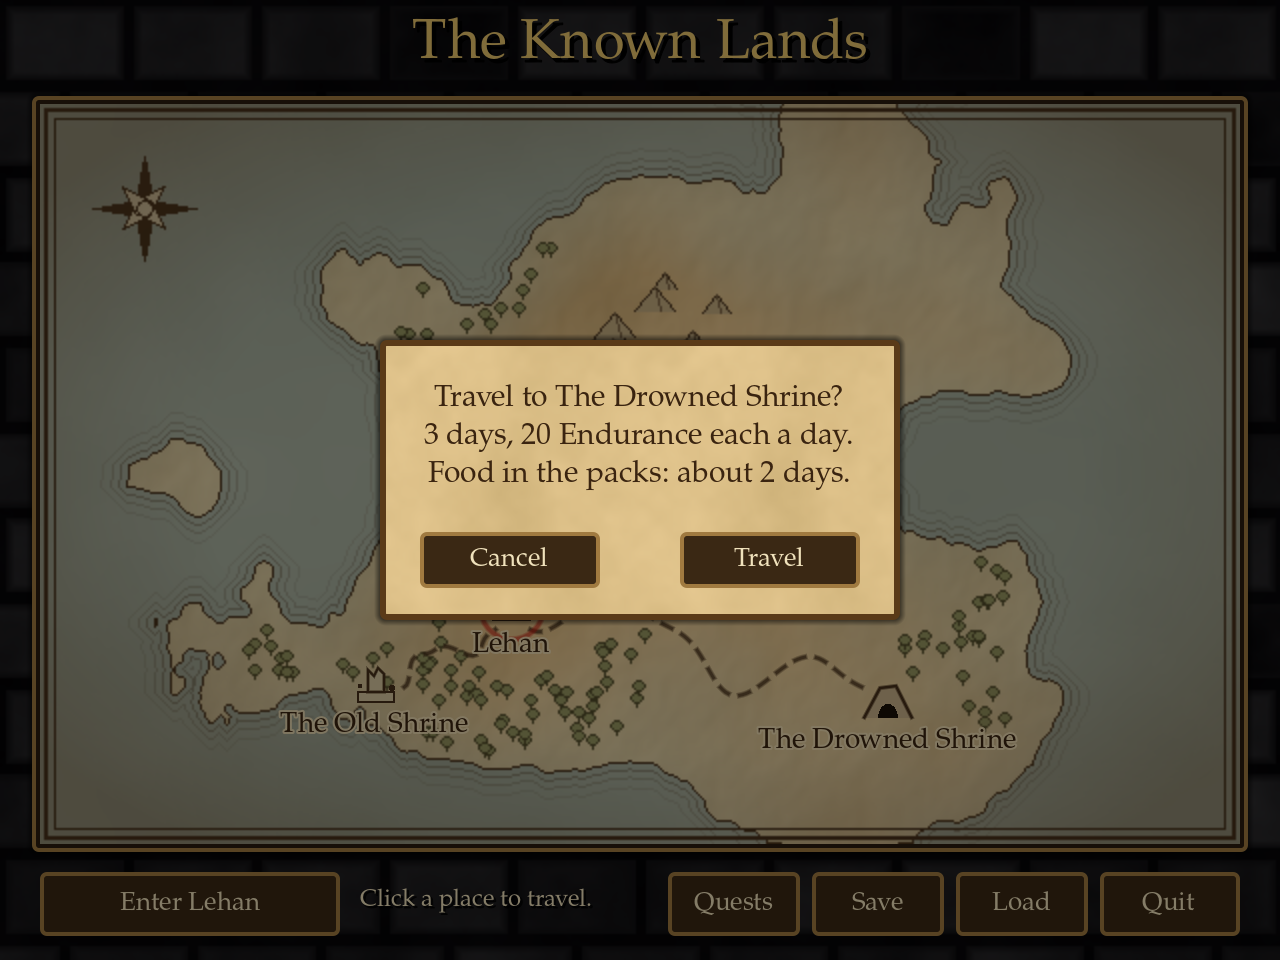 The Known Lands
Travel to The Drowned Shrine?
3 days, 20 Endurance each a day.
Food in the packs: about 2 days.
Cancel
Travel
Lehan
The Old Shrine
The Drowned Shrine
Enter Lehan
Click a place to travel.
Quests
Save
Load
Quit